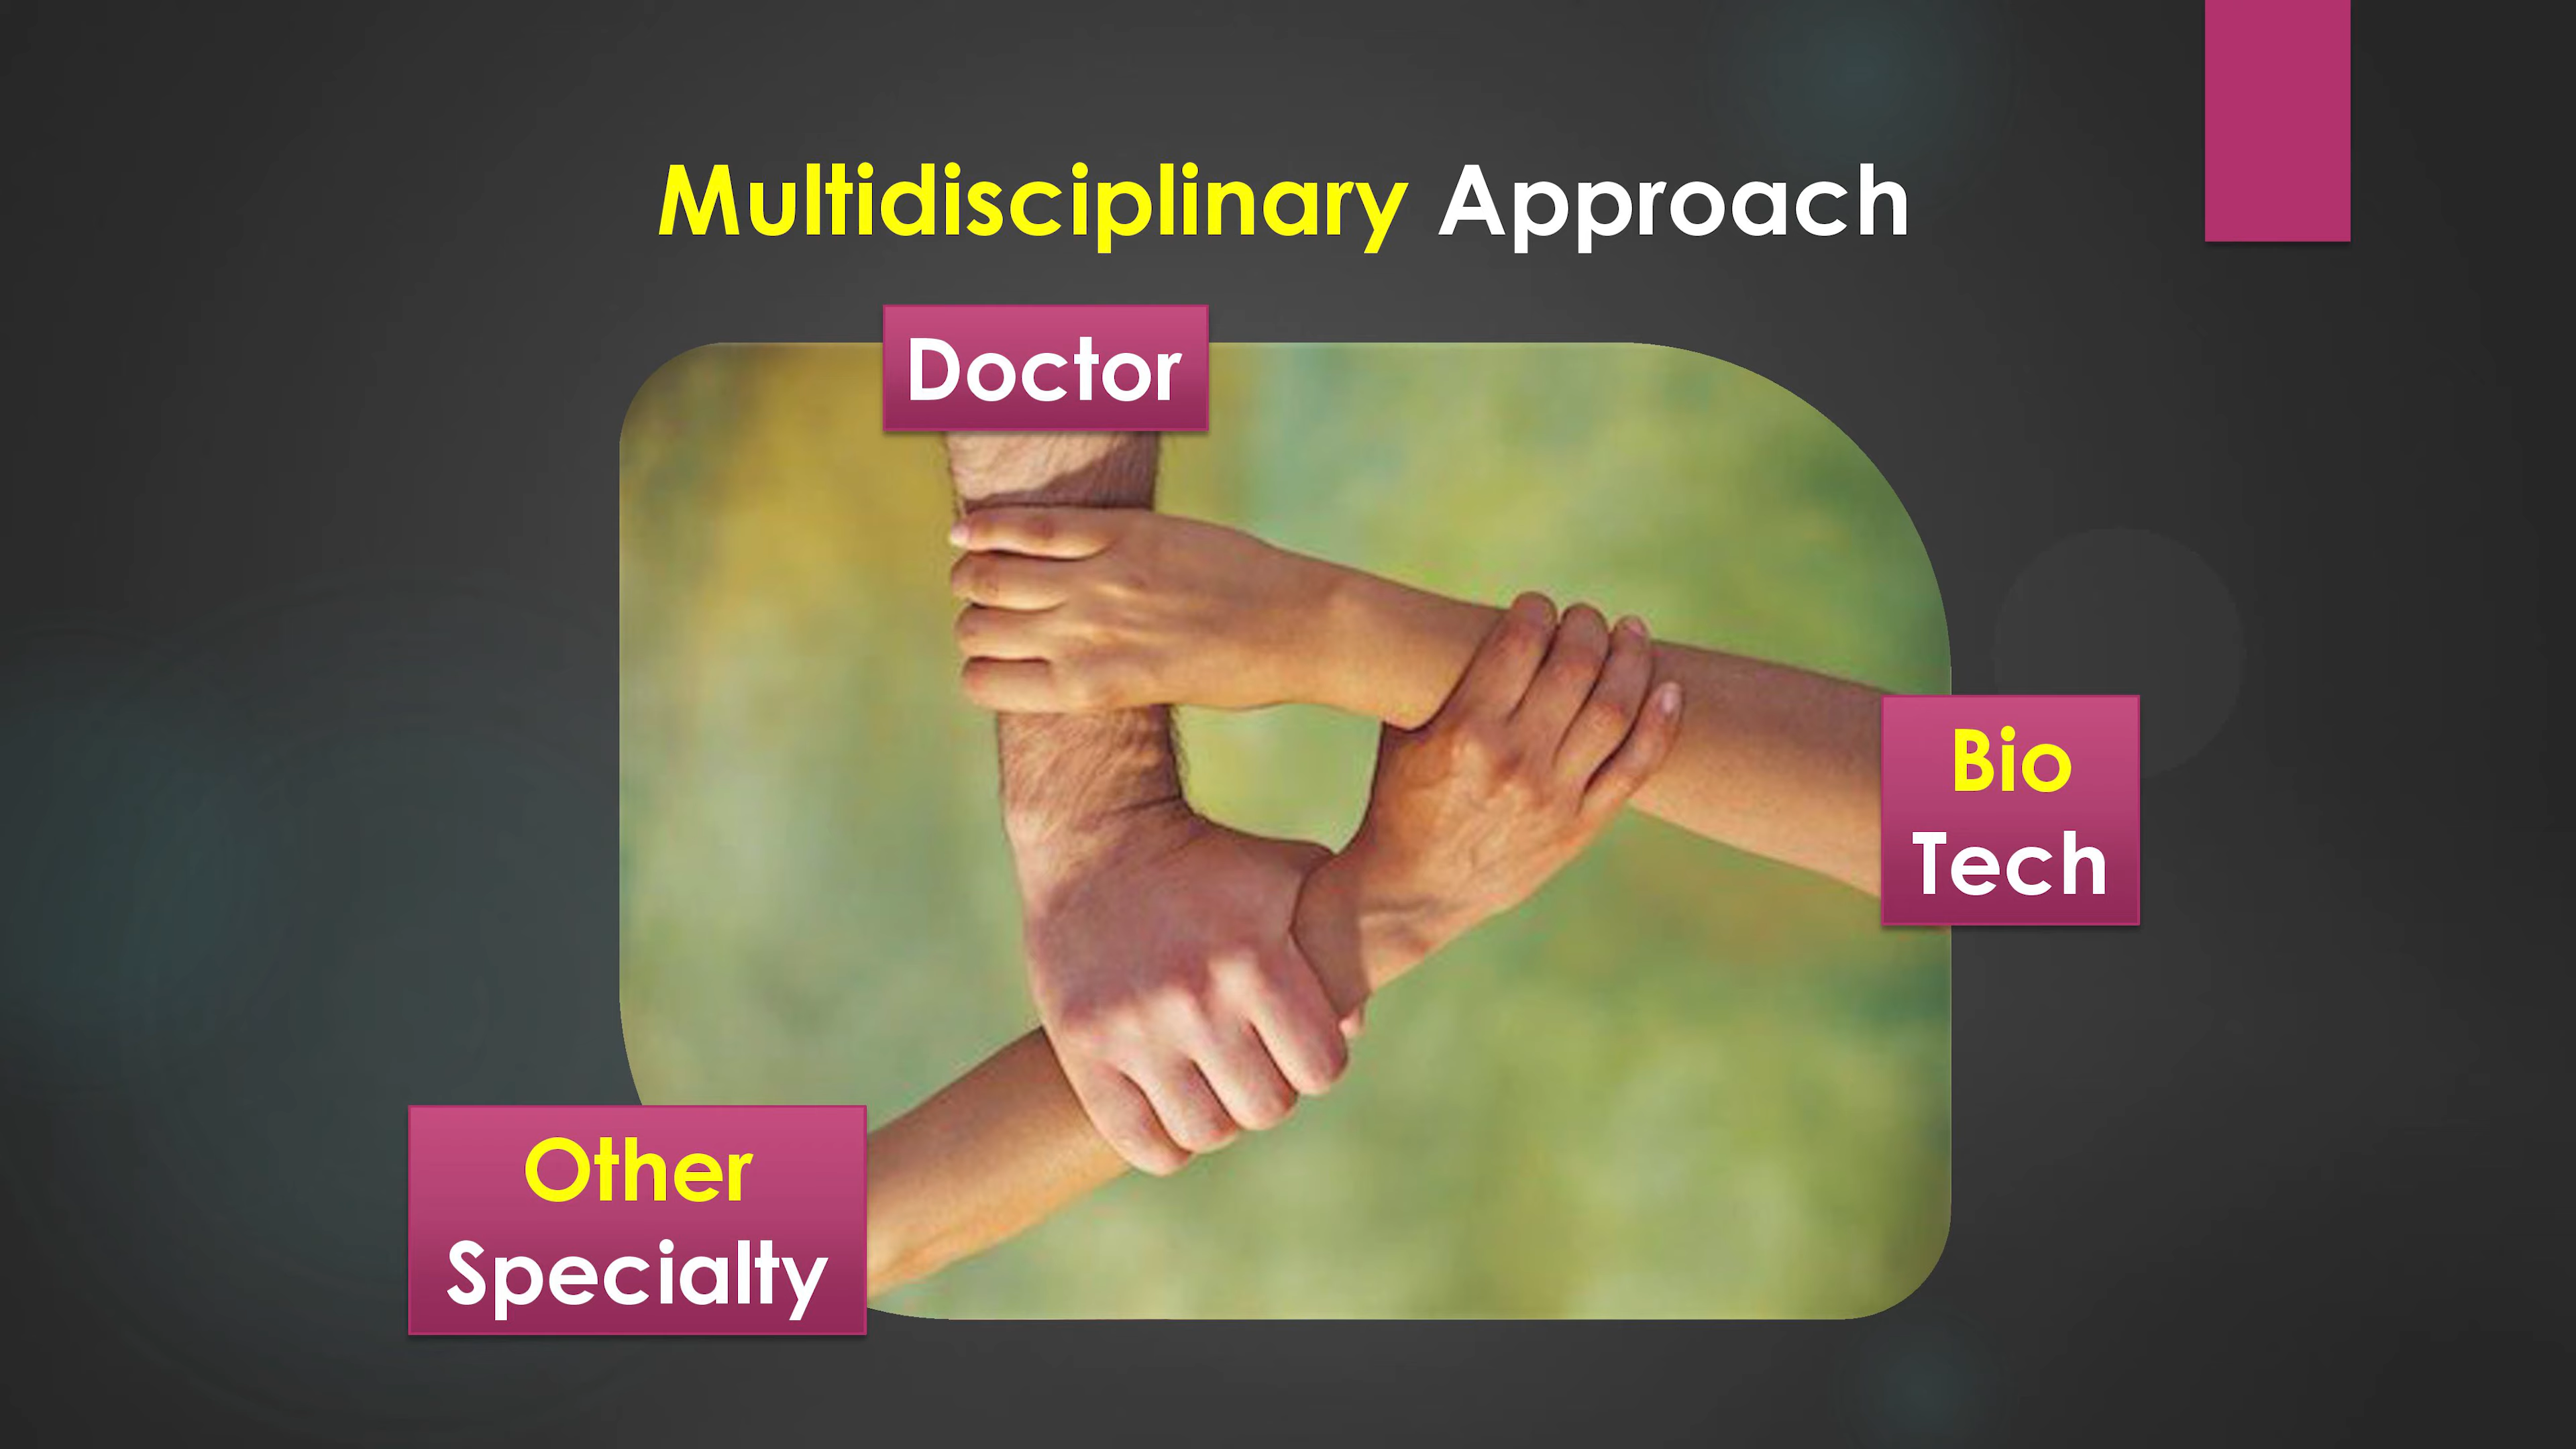 Multidisciplinary Approach
Doctor
Bio
Tech
Other
Specialty